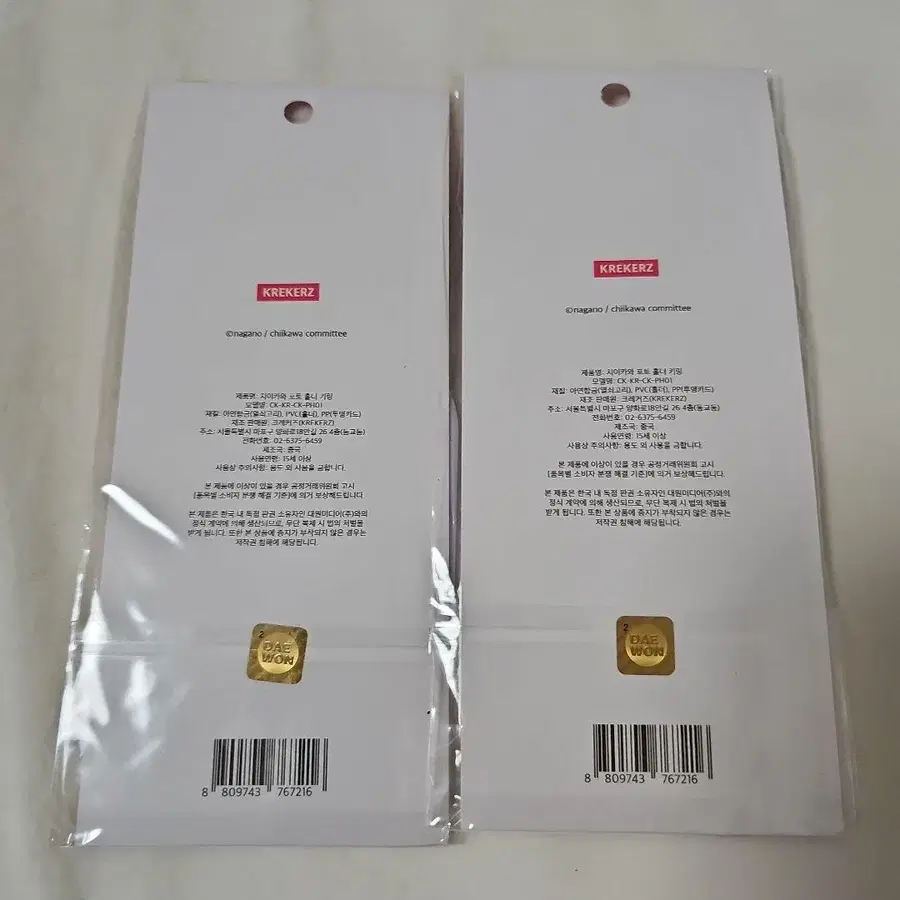 KREKERZ
©nagano / chiikawa committee
제품명: 치이카와 포토 홀더 키링
모델명: CK-KR-CK-PH01
재질: 아연합금(열쇠고리), PVC(홀더), PP(투명카드)
제조 판매원: 크레커즈(KREKERZ)
주소: 서울특별시 마포구 양화로18안길 26 4층(동교동)
전화번호: 02-6375-6459
제조국: 중국
사용연령: 15세 이상
사용상 주의사항: 용도 외 사용을 금합니다.
본 제품에 이상이 있을 경우 공정거래위원회 고시
[품목별 소비자 분쟁 해결 기준]에 의거 보상해드립니다.
본 제품은 한국 내 독점 판권 소유자인 대원미디어(주)와의
정식 계약에 의해 생산되므로, 무단 복제 시 법의 처벌을
받게 됩니다. 또한 본 상품에 증지가 부착되지 않은 경우는
저작권 침해에 해당됩니다.
2
DAE
WON
8 809743 767216
KREKERZ
©nagano / chiikawa committee
제품명: 치이카와 포토 홀더 키링
모델명: CK-KR-CK-PH01
재질: 아연합금(열쇠고리), PVC(홀더), PP(투명카드)
제조 판매원: 크레커즈(KREKERZ)
주소: 서울특별시 마포구 양화로18안길 26 4층(동교동)
전화번호: 02-6375-6459
제조국: 중국
사용연령: 15세 이상
사용상 주의사항: 용도 외 사용을 금합니다.
본 제품에 이상이 있을 경우 공정거래위원회 고시
[품목별 소비자 분쟁 해결 기준]에 의거 보상해드립니다.
본 제품은 한국 내 독점 판권 소유자인 대원미디어(주)와의
정식 계약에 의해 생산되므로, 무단 복제 시 법의 처벌을
받게 됩니다. 또한 본 상품에 증지가 부착되지 않은 경우는
저작권 침해에 해당됩니다.
2
DAE
WON
8 809743 767216